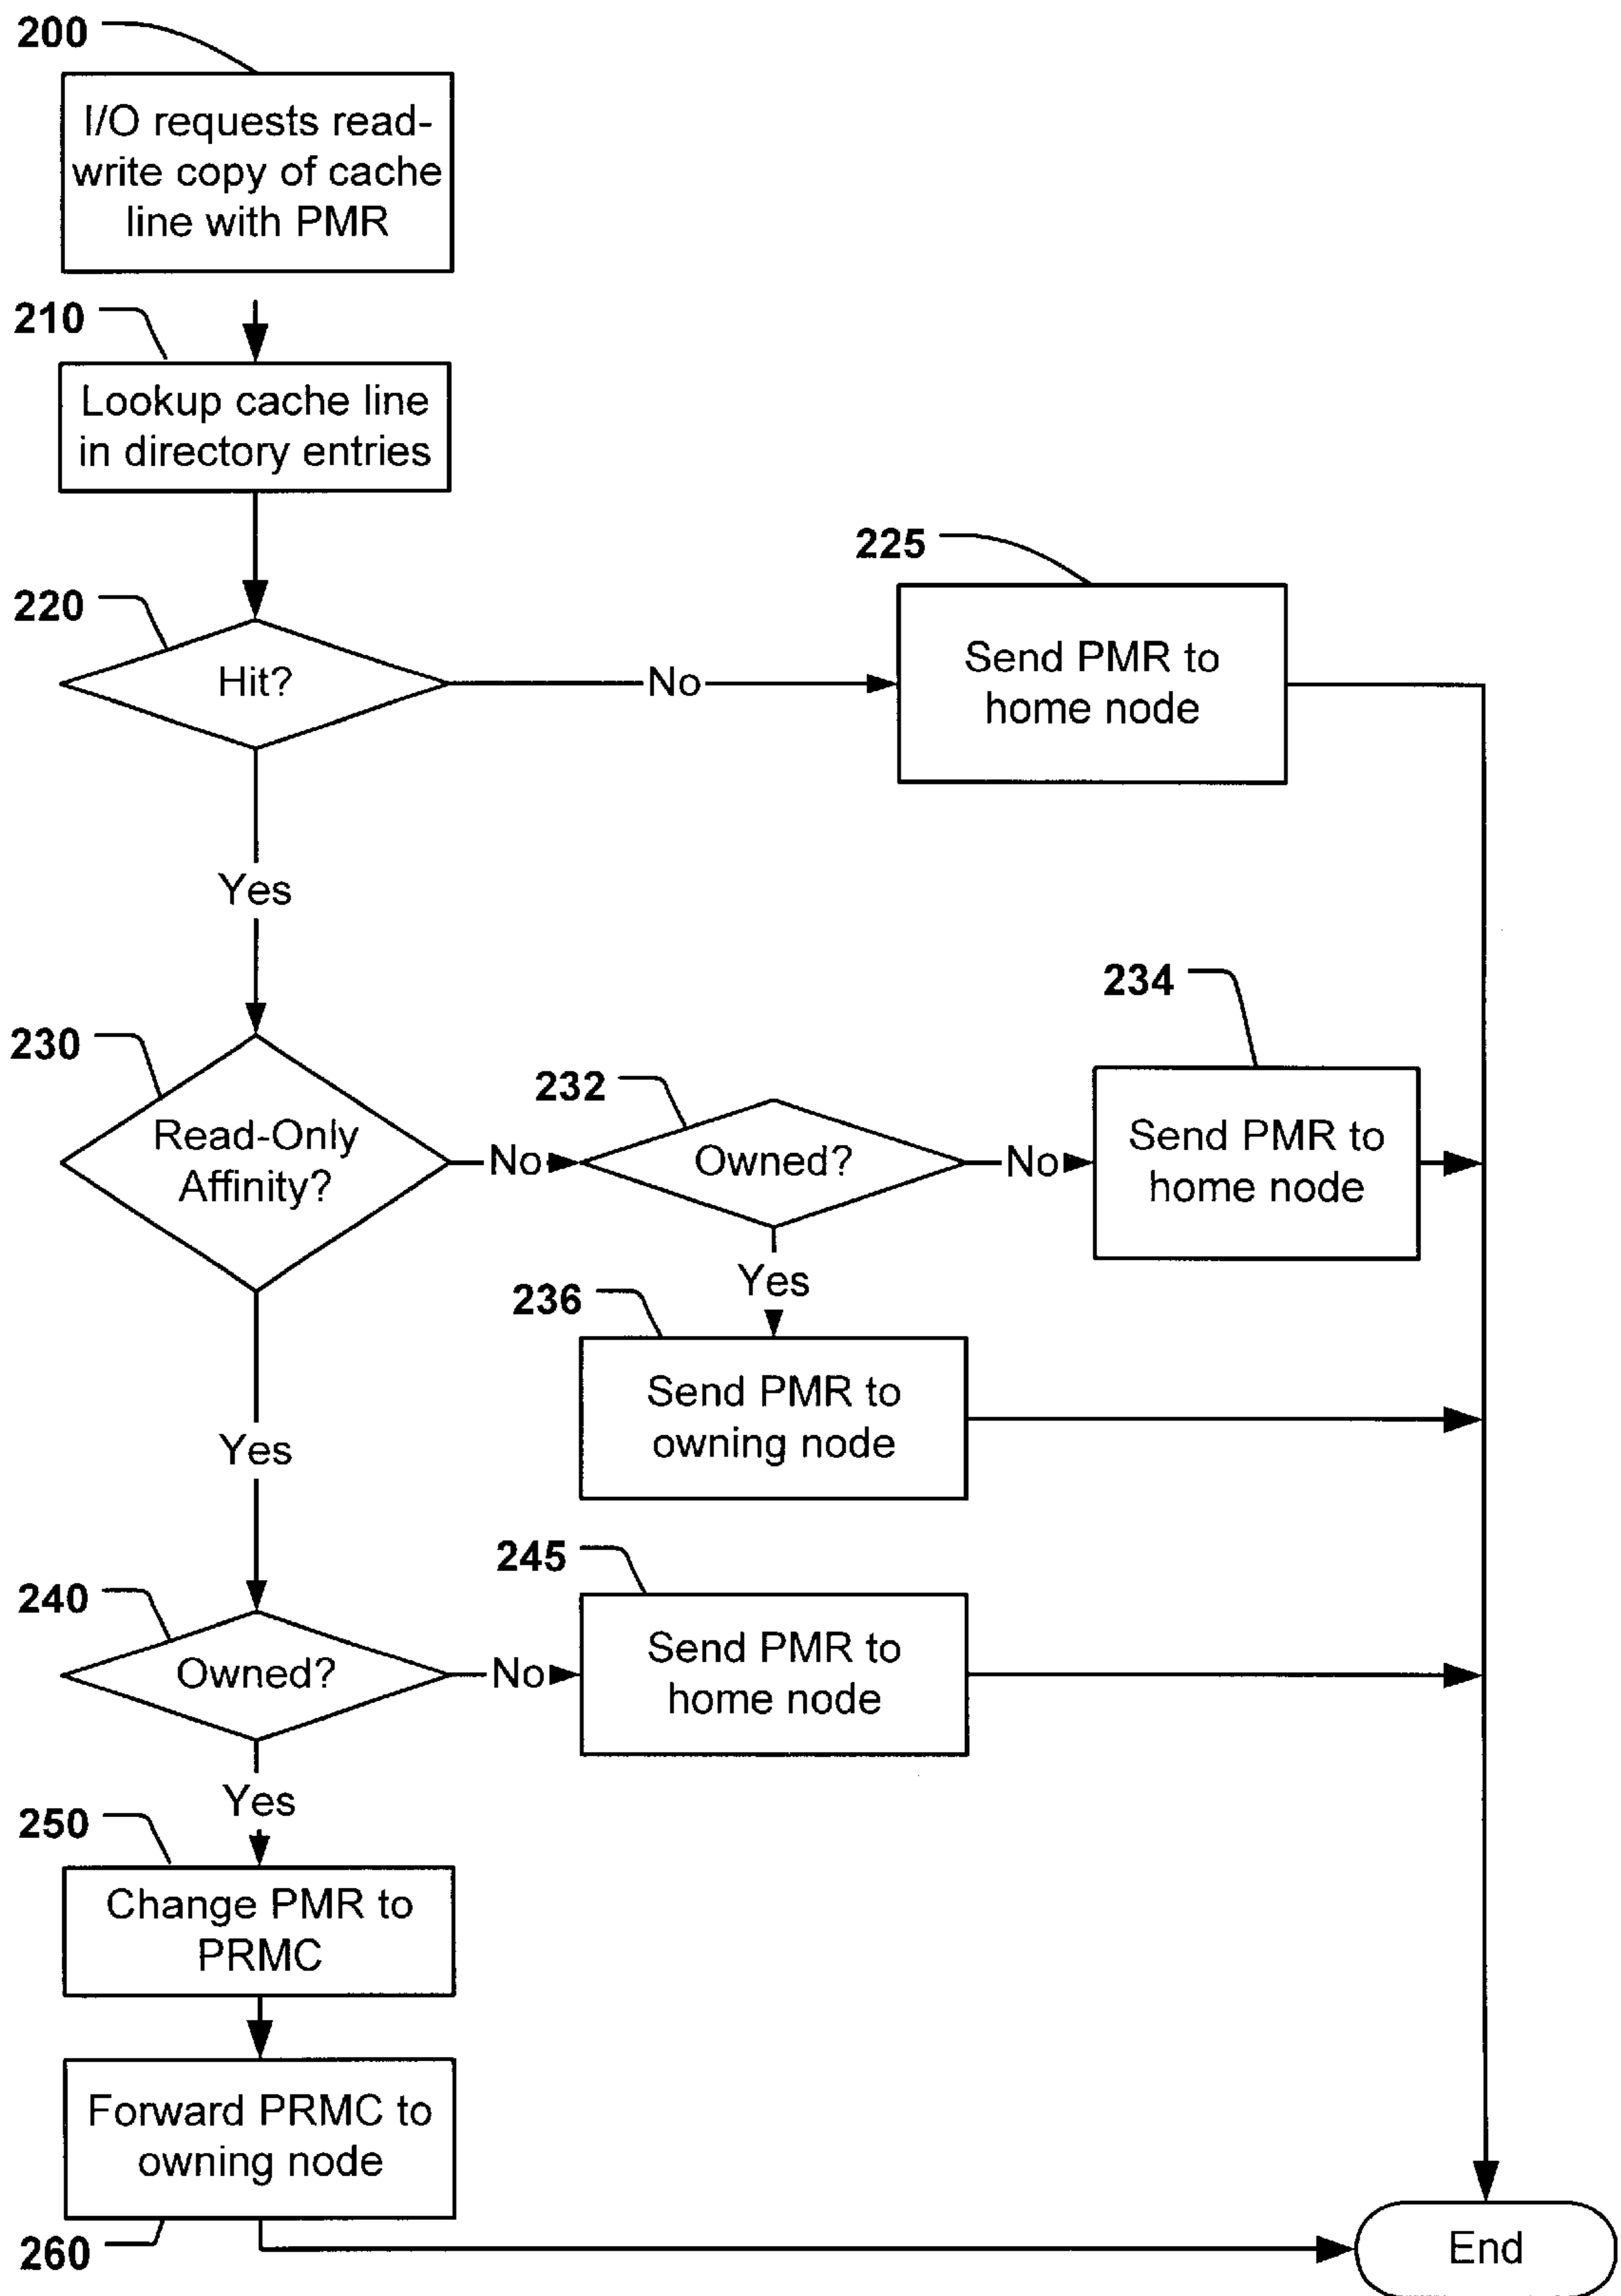 200
I/O requests read-
write copy of cache
line with PMR
210
Lookup cache line
in directory entries
220
Hit?
No
225
Send PMR to
home node
Yes
230
Read-Only
Affinity?
No
232
Owned?
No
234
Send PMR to
home node
Yes
236
Send PMR to
owning node
Yes
240
Owned?
No
245
Send PMR to
home node
Yes
250
Change PMR to
PRMC
Forward PRMC to
owning node
260
End